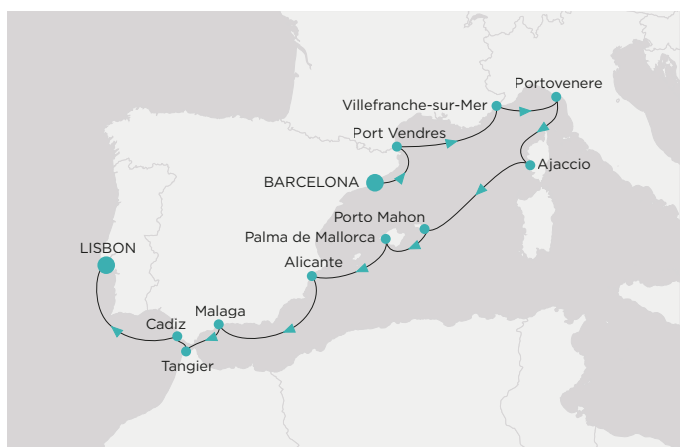 Portovenere
Villefranche-sur-Mer
Port Vendres
Ajaccio
BARCELONA
Porto Mahon
Palma de Mallorca
LISBON
Alicante
Malaga
Cadiz
Tangier